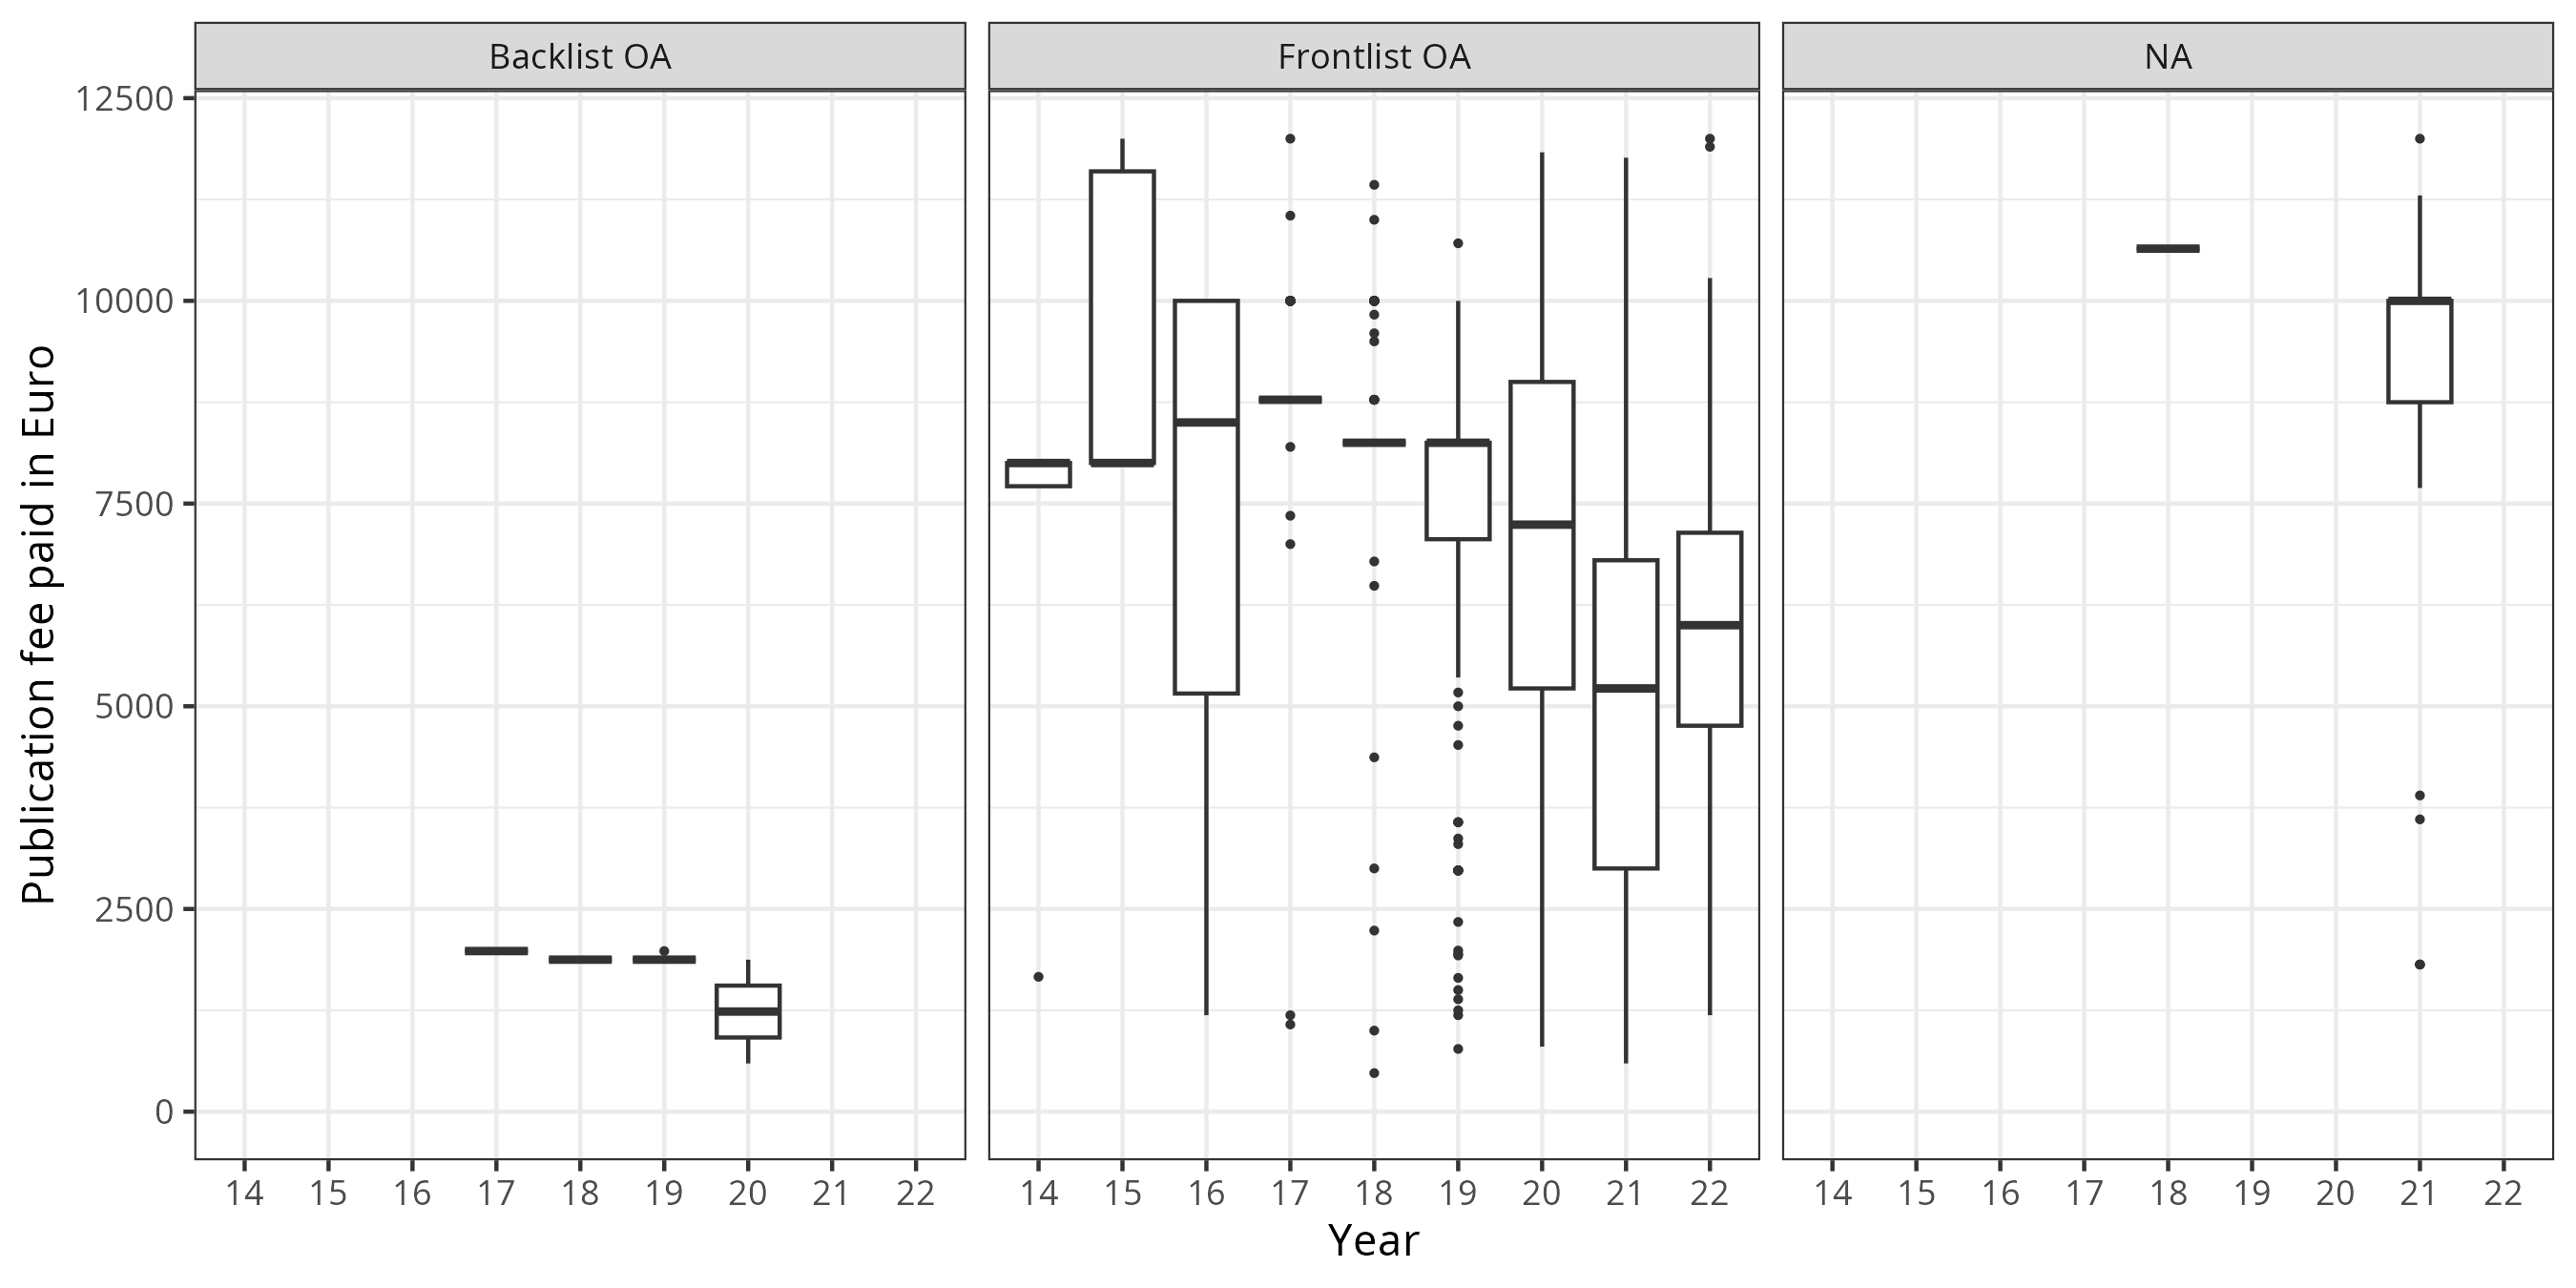 Backlist OA
Frontlist OA
NA
Publication fee paid in Euro
12500
10000
7500
5000
2500
0
14 15 16 17 18 19 20 21 22
14 15 16 17 18 19 20 21 22
14 15 16 17 18 19 20 21 22
Year